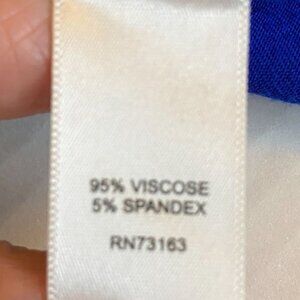 95% VISCOSE
5% SPANDEX
RN73163